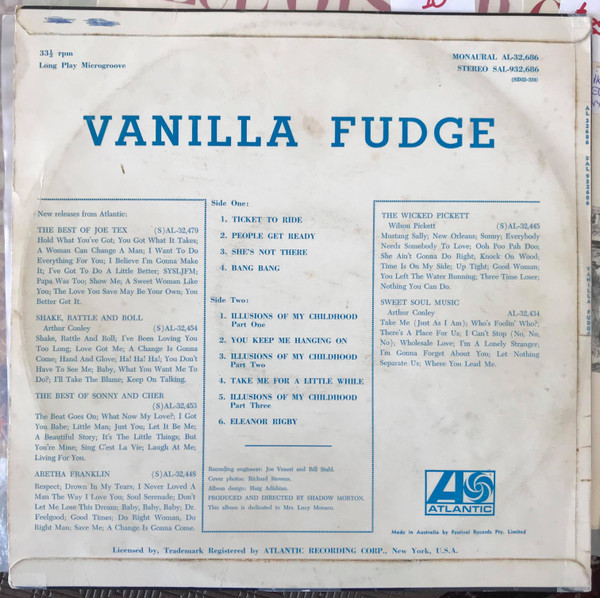 33⅓ rpm
Long Play Microgroove
MONAURAL AL-32,686
STEREO SAL-932,686
VANILLA FUDGE
New releases from Atlantic:
THE BEST OF JOE TEX (S)AL-32,479
Hold What You've Got; You Got What It Takes;
A Woman Can Change A Man; I Want To Do
Everything For You; I Believe I'm Gonna Make
It; I've Got To Do A Little Better; SYSLJFM;
Papa Was Too; Show Me; A Sweet Woman Like
You; The Love You Save May Be Your Own; You
Better Got It.
SHAKE, RATTLE AND ROLL
Arthur Conley (S)AL-32,454
Shake, Rattle And Roll; I've Been Loving You
Too Long; Love Got Me; A Change Is Gonna
Come; Hand And Glove; Ha! Ha! Ha!; You Don't
Have To See Me; Baby, What You Want Me To
Do?; I'll Take The Blame; Keep On Talking.
THE BEST OF SONNY AND CHER
(S)AL-32,453
The Beat Goes On; What Now My Love?; I Got
You Babe; Little Man; Just You; Let It Be Me;
A Beautiful Story; It's The Little Things; But
You're Mine; Sing C'est La Vie; Laugh At Me;
Living For You.
ARETHA FRANKLIN (S)AL-32,448
Respect; Drown In My Tears; I Never Loved A
Man The Way I Love You; Soul Serenade; Don't
Let Me Lose This Dream; Baby, Baby, Baby; Dr.
Feelgood; Good Times; Do Right Woman, Do
Right Man; Save Me; A Change Is Gonna Come.
Side One:
1. TICKET TO RIDE
2. PEOPLE GET READY
3. SHE'S NOT THERE
4. BANG BANG
Side Two:
1. ILLUSIONS OF MY CHILDHOOD
Part One
2. YOU KEEP ME HANGING ON
3. ILLUSIONS OF MY CHILDHOOD
Part Two
4. TAKE ME FOR A LITTLE WHILE
5. ILLUSIONS OF MY CHILDHOOD
Part Three
6. ELEANOR RIGBY
Recording engineer: Joe Veneri and Bill Stahl.
Cover photos: Richard Stevens.
Album design: Haig Adishian.
PRODUCED AND DIRECTED BY SHADOW MORTON.
This album is dedicated to Mrs. Lucy Monaco.
THE WICKED PICKETT
Wilson Pickett (S)AL-32,445
Mustang Sally; New Orleans; Sonny; Everybody
Needs Somebody To Love; Ooh Poo Pah Doo;
She Ain't Gonna Do Right; Knock On Wood;
Time Is On My Side; Up Tight; Good Woman;
You Left The Water Running; Three Time Loser;
Nothing You Can Do.
SWEET SOUL MUSIC
Arthur Conley AL-32,434
Take Me (Just As I Am); Who's Foolin' Who?;
There's A Place For Us; I Can't Stop (No, No,
No); Wholesale Love; I'm A Lonely Stranger;
I'm Gonna Forget About You; Let Nothing
Separate Us; Where You Lead Me.
ATLANTIC
Made in Australia by Festival Records Pty. Limited
Licensed by, Trademark Registered by ATLANTIC RECORDING CORP., New York, U.S.A.
AL 32686 SAL 932686
VANILLA FUDGE